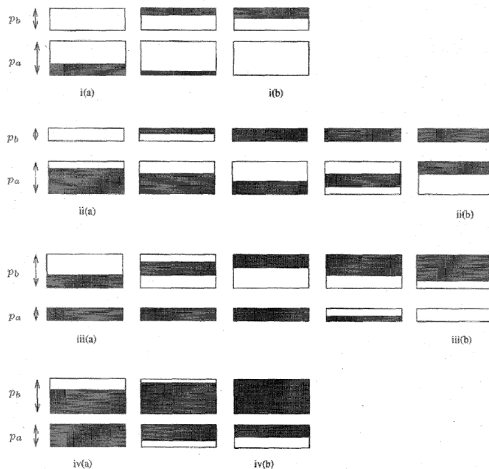 p_b
p_a
i(a) i(b)
p_b
p_a
ii(a) ii(b)
p_b
p_a
iii(a) iii(b)
p_b
p_a
iv(a) iv(b)